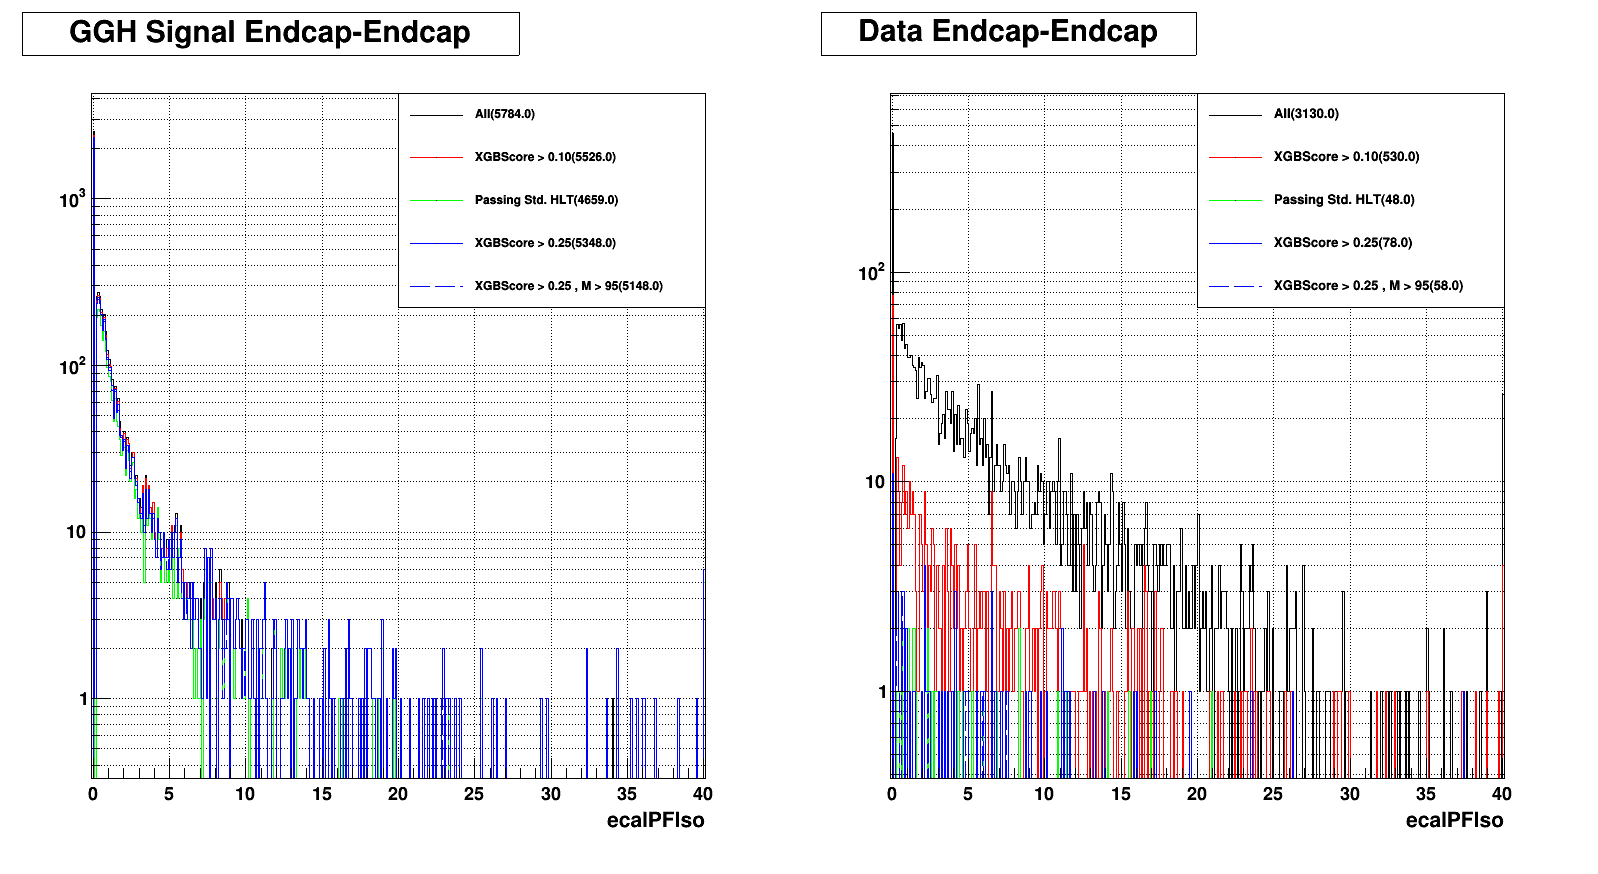 GGH Signal Endcap-Endcap
All(5784.0)
XGBScore > 0.10(5526.0)
Passing Std. HLT(4659.0)
XGBScore > 0.25(5348.0)
XGBScore > 0.25 , M > 95(5148.0)
10³
10²
10
1
0 5 10 15 20 25 30 35 40
ecalPFIso
Data Endcap-Endcap
All(3130.0)
XGBScore > 0.10(530.0)
Passing Std. HLT(48.0)
XGBScore > 0.25(78.0)
XGBScore > 0.25 , M > 95(58.0)
10²
10
1
0 5 10 15 20 25 30 35 40
ecalPFIso